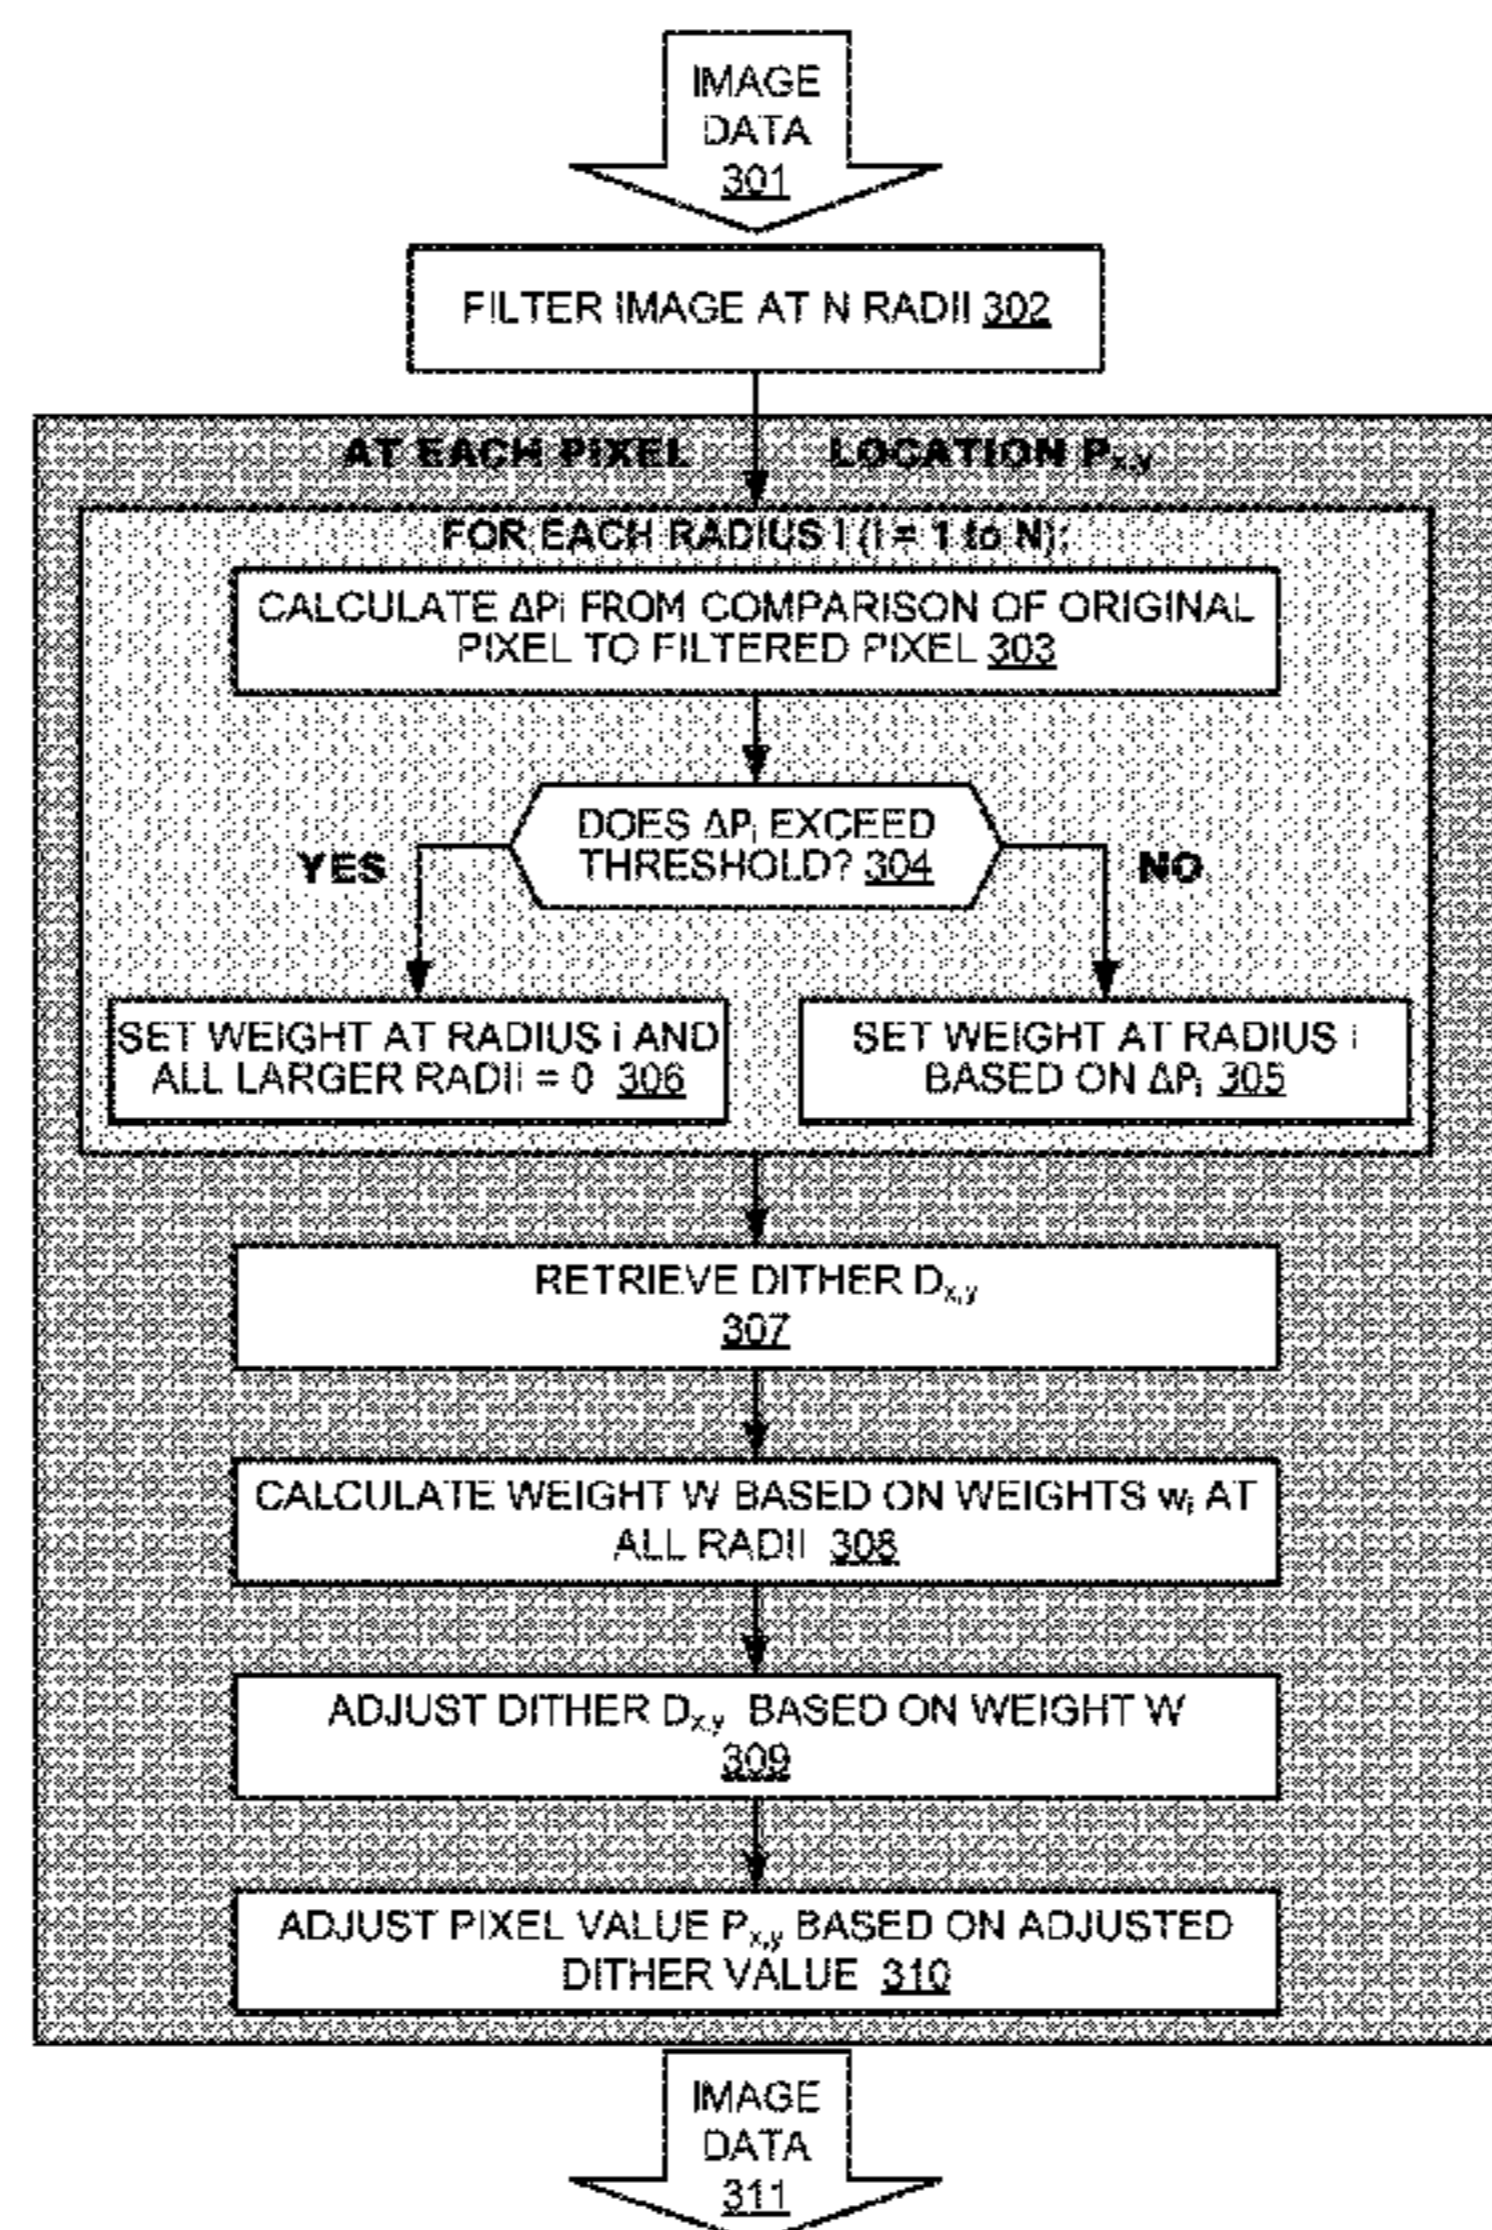 IMAGE
DATA
301
FILTER IMAGE AT N RADII 302
AT EACH PIXEL LOCATION Px,y
FOR EACH RADIUS i (i = 1 to N):
CALCULATE ΔPi FROM COMPARISON OF ORIGINAL
PIXEL TO FILTERED PIXEL 303
DOES ΔPi EXCEED
THRESHOLD? 304
YES
NO
SET WEIGHT AT RADIUS i AND
ALL LARGER RADII = 0 306
SET WEIGHT AT RADIUS i
BASED ON ΔPi 305
RETRIEVE DITHER Dx,y
307
CALCULATE WEIGHT W BASED ON WEIGHTS wi AT
ALL RADII 308
ADJUST DITHER Dx,y BASED ON WEIGHT W
309
ADJUST PIXEL VALUE Px,y BASED ON ADJUSTED
DITHER VALUE 310
IMAGE
DATA
311